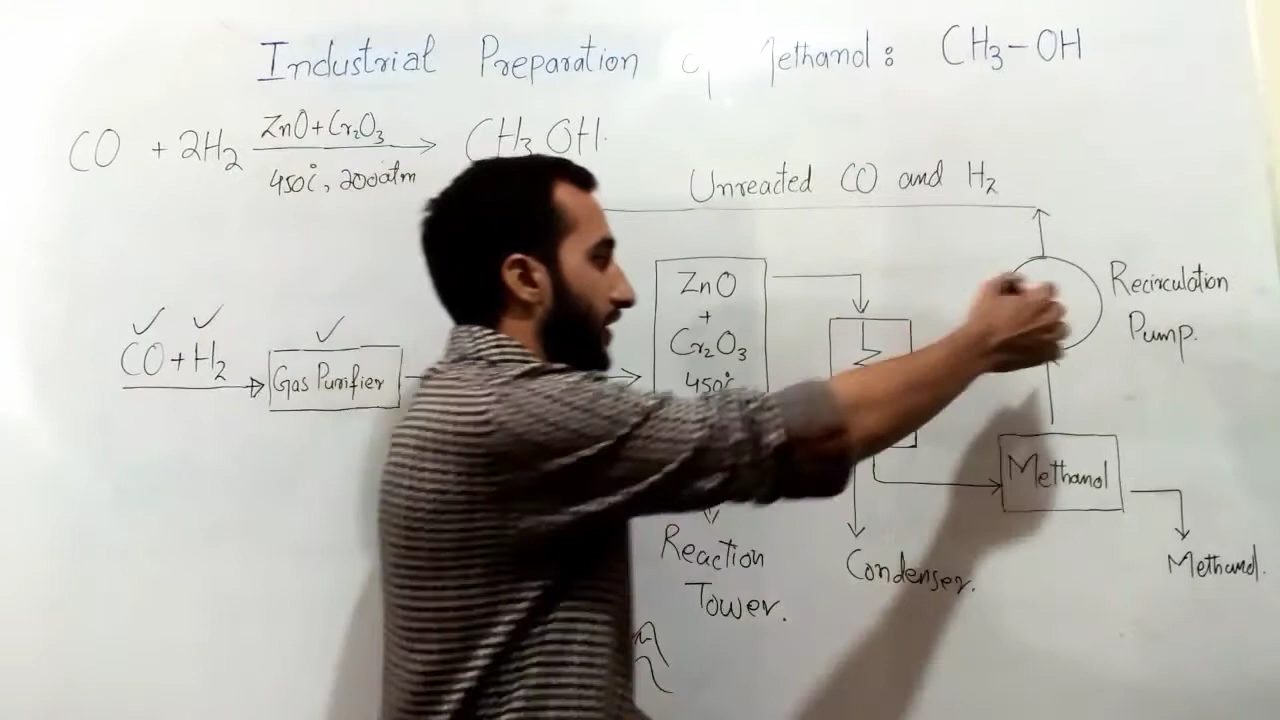 Industrial Preparation Methanol: CH3-OH
CO + 2H2 ZnO+Cr2O3 CH3OH.
450°C, 200atm
Unreacted CO and H2
ZnO
+
Cr2O3
450°C
Recirculation
Pump.
CO+H2
Gas Purifier
Methanol
Reaction
Tower.
Condenser.
Methanol.